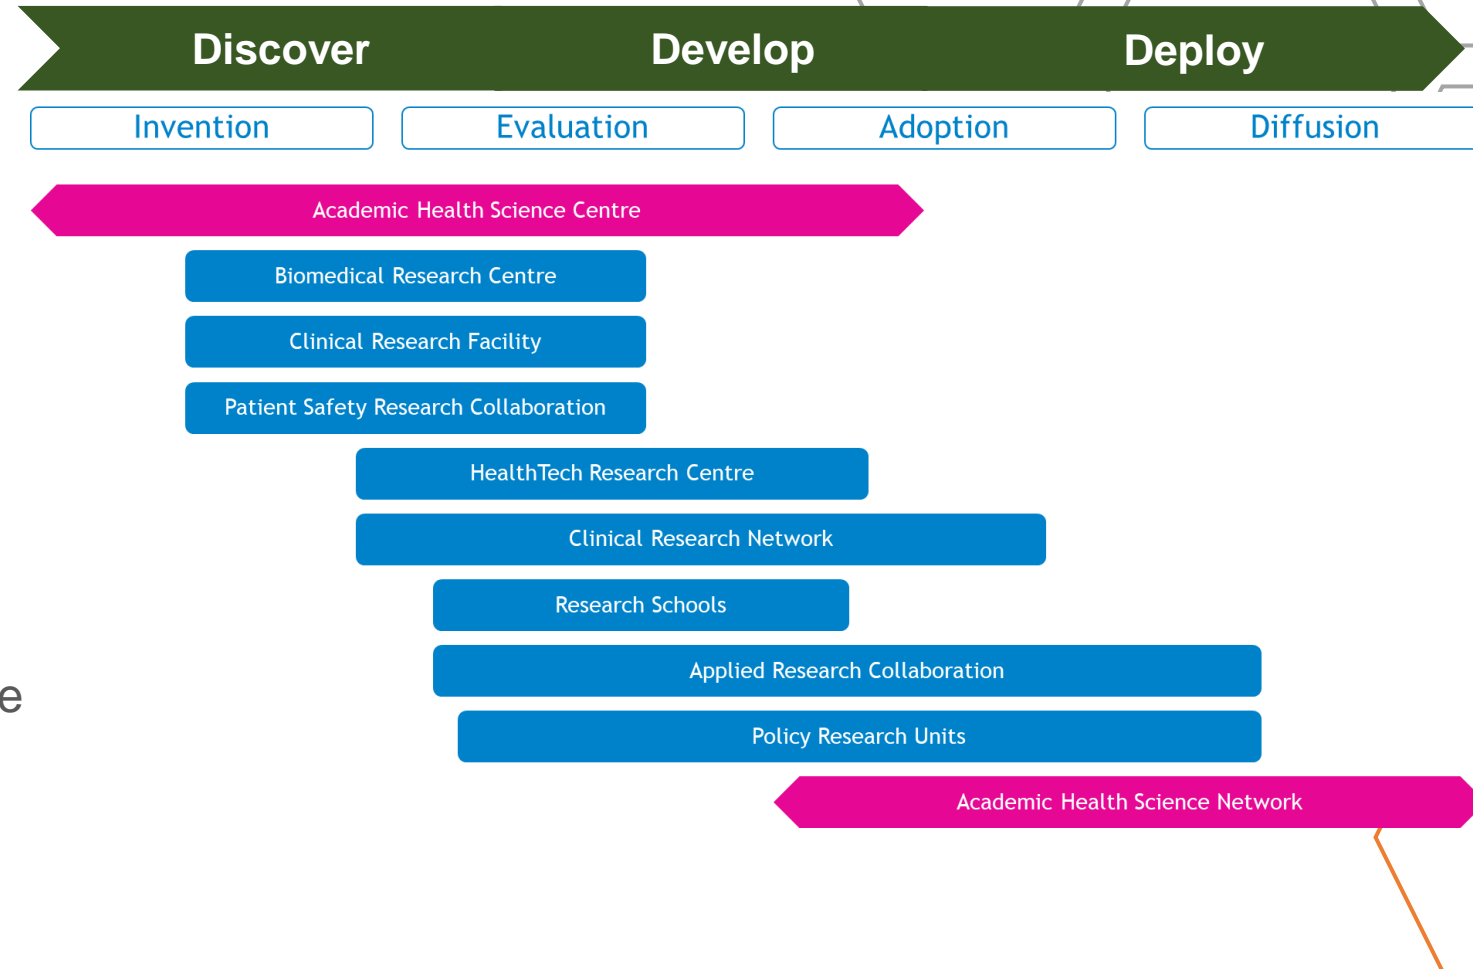 Discover
Develop
Deploy
Invention
Evaluation
Adoption
Diffusion
Academic Health Science Centre
Biomedical Research Centre
Clinical Research Facility
Patient Safety Research Collaboration
HealthTech Research Centre
Clinical Research Network
Research Schools
Applied Research Collaboration
e
Policy Research Units
Academic Health Science Network